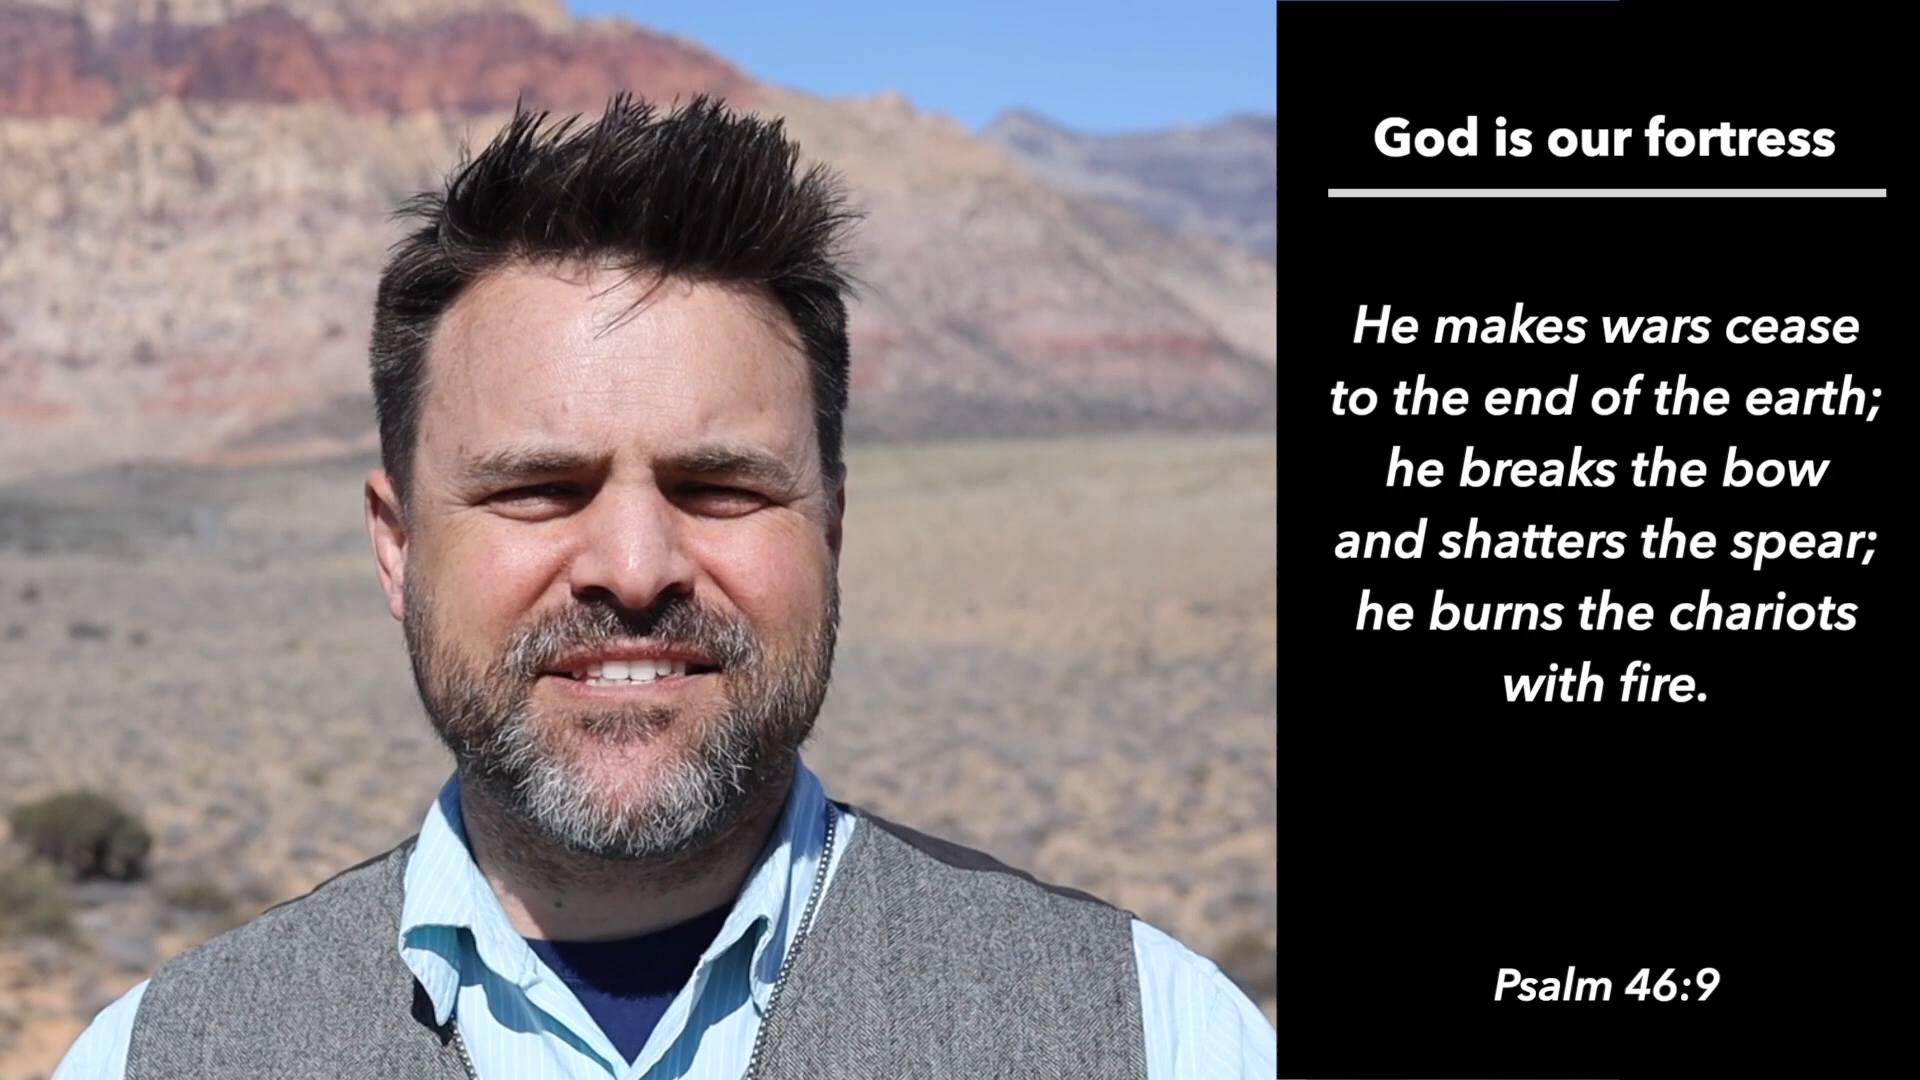 God is our fortress
He makes wars cease
to the end of the earth;
he breaks the bow
and shatters the spear;
he burns the chariots
with fire.
Psalm 46:9